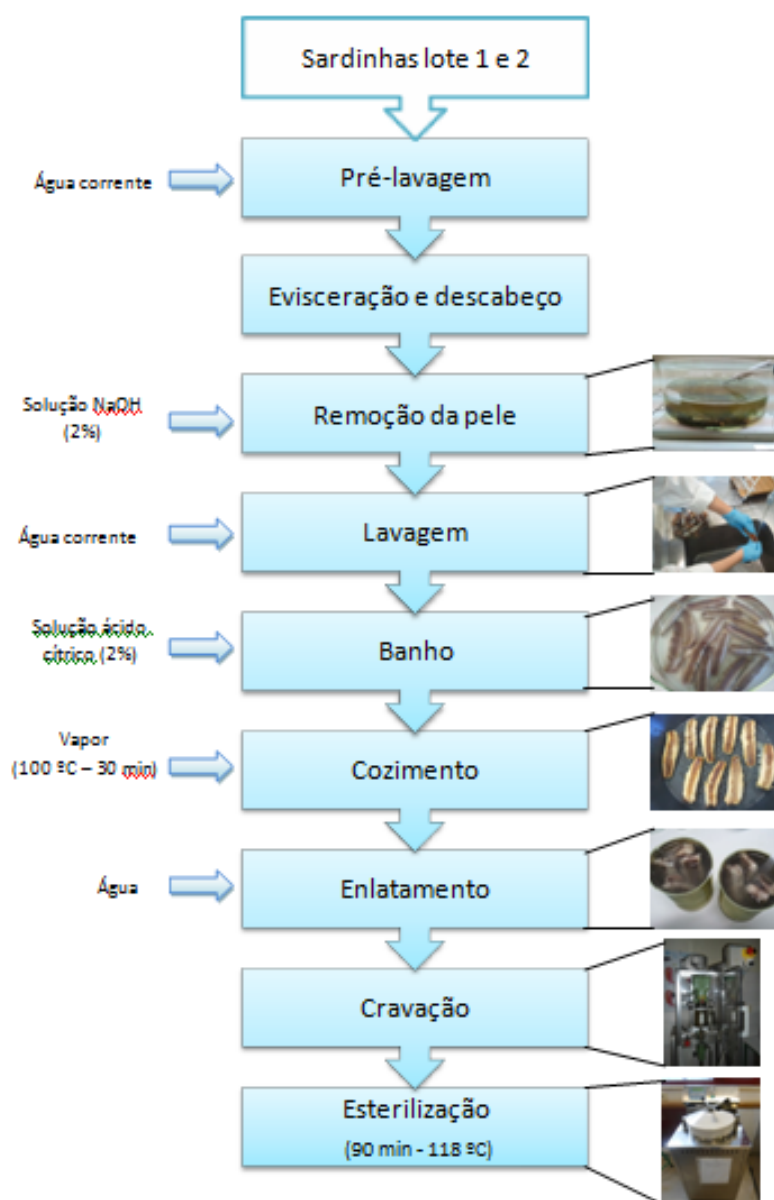 Sardinhas lote 1 e 2
Água corrente
Pré-lavagem
Evisceração e descabeço
Solução NaOH
(2%)
Remoção da pele
Água corrente
Lavagem
Solução ácido
cítrico (2%)
Banho
Vapor
(100 ºC – 30 min)
Cozimento
Água
Enlatamento
Cravação
Esterilização
(90 min - 118 ºC)